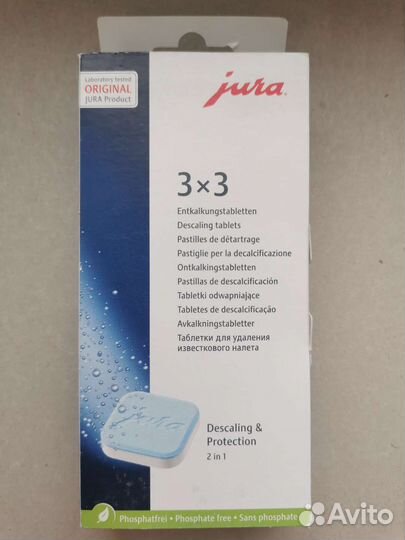 Laboratory tested
ORIGINAL
JURA Product
jura
3×3
Entkalkungstabletten
Descaling tablets
Pastilles de détartrage
Pastiglie per la decalcificazione
Ontkalkingstabletten
Pastillas de descalcificación
Tabletki odwapniające
Tabletes de descalcificação
Avkalkningstabletter
Таблетки для удаления
известкового налета
jura
Descaling &
Protection
2 in 1
Phosphatfrei • Phosphate free • Sans phosphate
Avito